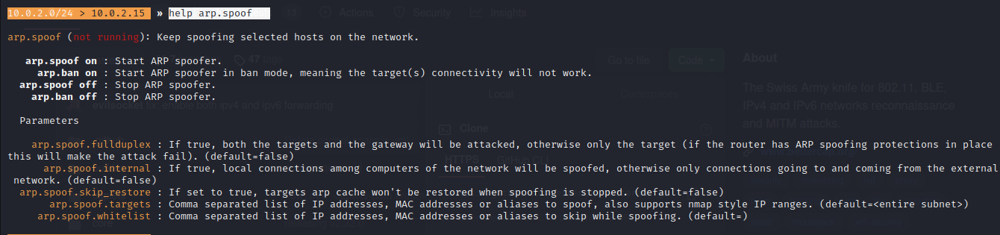 10.0.2.0/24 > 10.0.2.15 » help arp.spoof
13 Actions Security Insights
arp.spoof (not running): Keep spoofing selected hosts on the network.
47 tags
Go to file Code About
arp.spoof on : Start ARP spoofer.
arp.ban on : Start ARP spoofer in ban mode, meaning the target(s) connectivity will not work.
arp.spoof off : Stop ARP spoofer.
arp.ban off : Stop ARP spoofer.
The Swiss Army knife for 802.11, BLE,
IPv4 and IPv6 networks reconnaissance
and MITM attacks.
Local Codespaces
evilsocket fix: enable both ipv4 and ipv6 forwarding
Parameters
Clone
HTTPS GitHub CLI
arp.spoof.fullduplex : If true, both the targets and the gateway will be attacked, otherwise only the target (if the router has ARP spoofing protections in place
this will make the attack fail). (default=false)
arp.spoof.internal : If true, local connections among computers of the network will be spoofed, otherwise only connections going to and coming from the external
network. (default=false)
arp.spoof.skip_restore : If set to true, targets arp cache won't be restored when spoofing is stopped. (default=false)
arp.spoof.targets : Comma separated list of IP addresses, MAC addresses or aliases to spoof, also supports nmap style IP ranges. (default=<entire subnet>)
arp.spoof.whitelist : Comma separated list of IP addresses, MAC addresses or aliases to skip while spoofing. (default=)
core